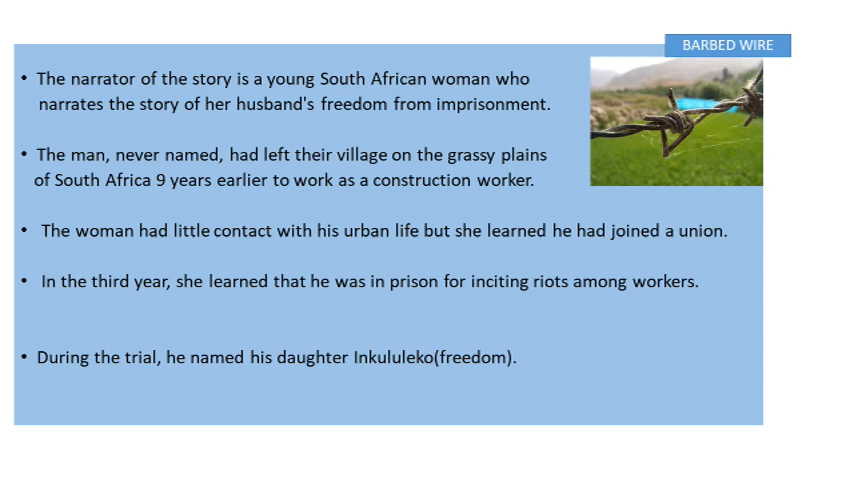 BARBED WIRE
• The narrator of the story is a young South African woman who
narrates the story of her husband's freedom from imprisonment.
• The man, never named, had left their village on the grassy plains
of South Africa 9 years earlier to work as a construction worker.
• The woman had little contact with his urban life but she learned he had joined a union.
• In the third year, she learned that he was in prison for inciting riots among workers.
• During the trial, he named his daughter Inkululeko(freedom).